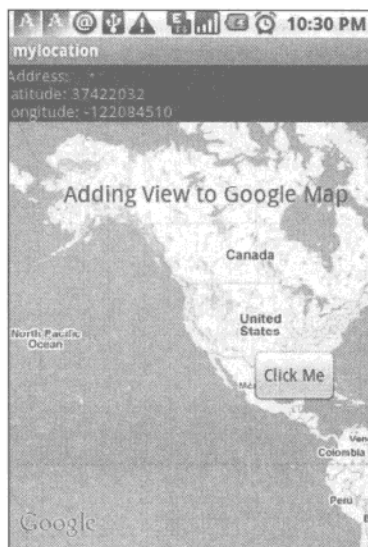 10:30 PM
mylocation
Address:
atitude: 37422032
ongitude: -122084510
Adding View to Google Map
Canada
United
States
North Pacific
Ocean
Click Me
Colombia
Peru
Google